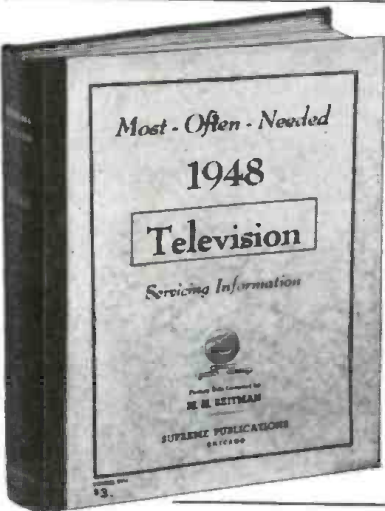 Most - Often - Needed
1948
Television
Servicing Information
M. N. BEITMAN
SUPREME PUBLICATIONS
CHICAGO
$3.